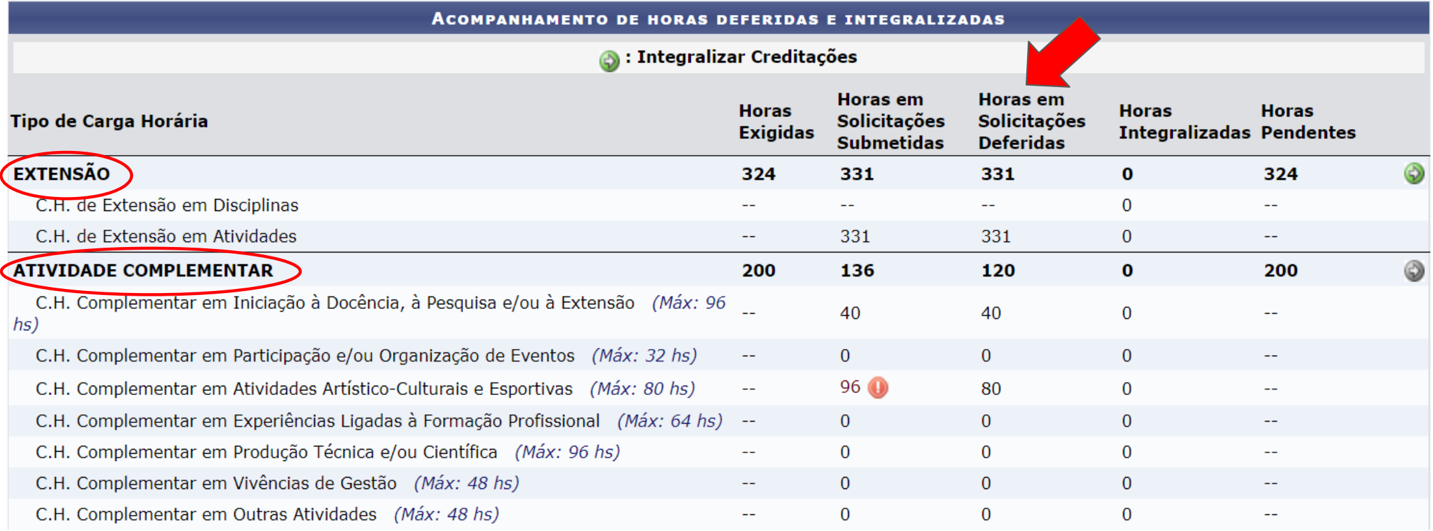 ACOMPANHAMENTO DE HORAS DEFERIDAS E INTEGRALIZADAS
: Integralizar Creditações
Tipo de Carga Horária Horas Exigidas Horas em Solicitações Submetidas Horas em Solicitações Deferidas Horas Integralizadas Horas Pendentes
EXTENSÃO 324 331 331 0 324
C.H. de Extensão em Disciplinas -- -- -- 0 --
C.H. de Extensão em Atividades -- 331 331 0 --
ATIVIDADE COMPLEMENTAR 200 136 120 0 200
C.H. Complementar em Iniciação à Docência, à Pesquisa e/ou à Extensão (Máx: 96 hs) -- 40 40 0 --
C.H. Complementar em Participação e/ou Organização de Eventos (Máx: 32 hs) -- 0 0 0 --
C.H. Complementar em Atividades Artístico-Culturais e Esportivas (Máx: 80 hs) -- 96 80 0 --
C.H. Complementar em Experiências Ligadas à Formação Profissional (Máx: 64 hs) -- 0 0 0 --
C.H. Complementar em Produção Técnica e/ou Científica (Máx: 96 hs) -- 0 0 0 --
C.H. Complementar em Vivências de Gestão (Máx: 48 hs) -- 0 0 0 --
C.H. Complementar em Outras Atividades (Máx: 48 hs) -- 0 0 0 --